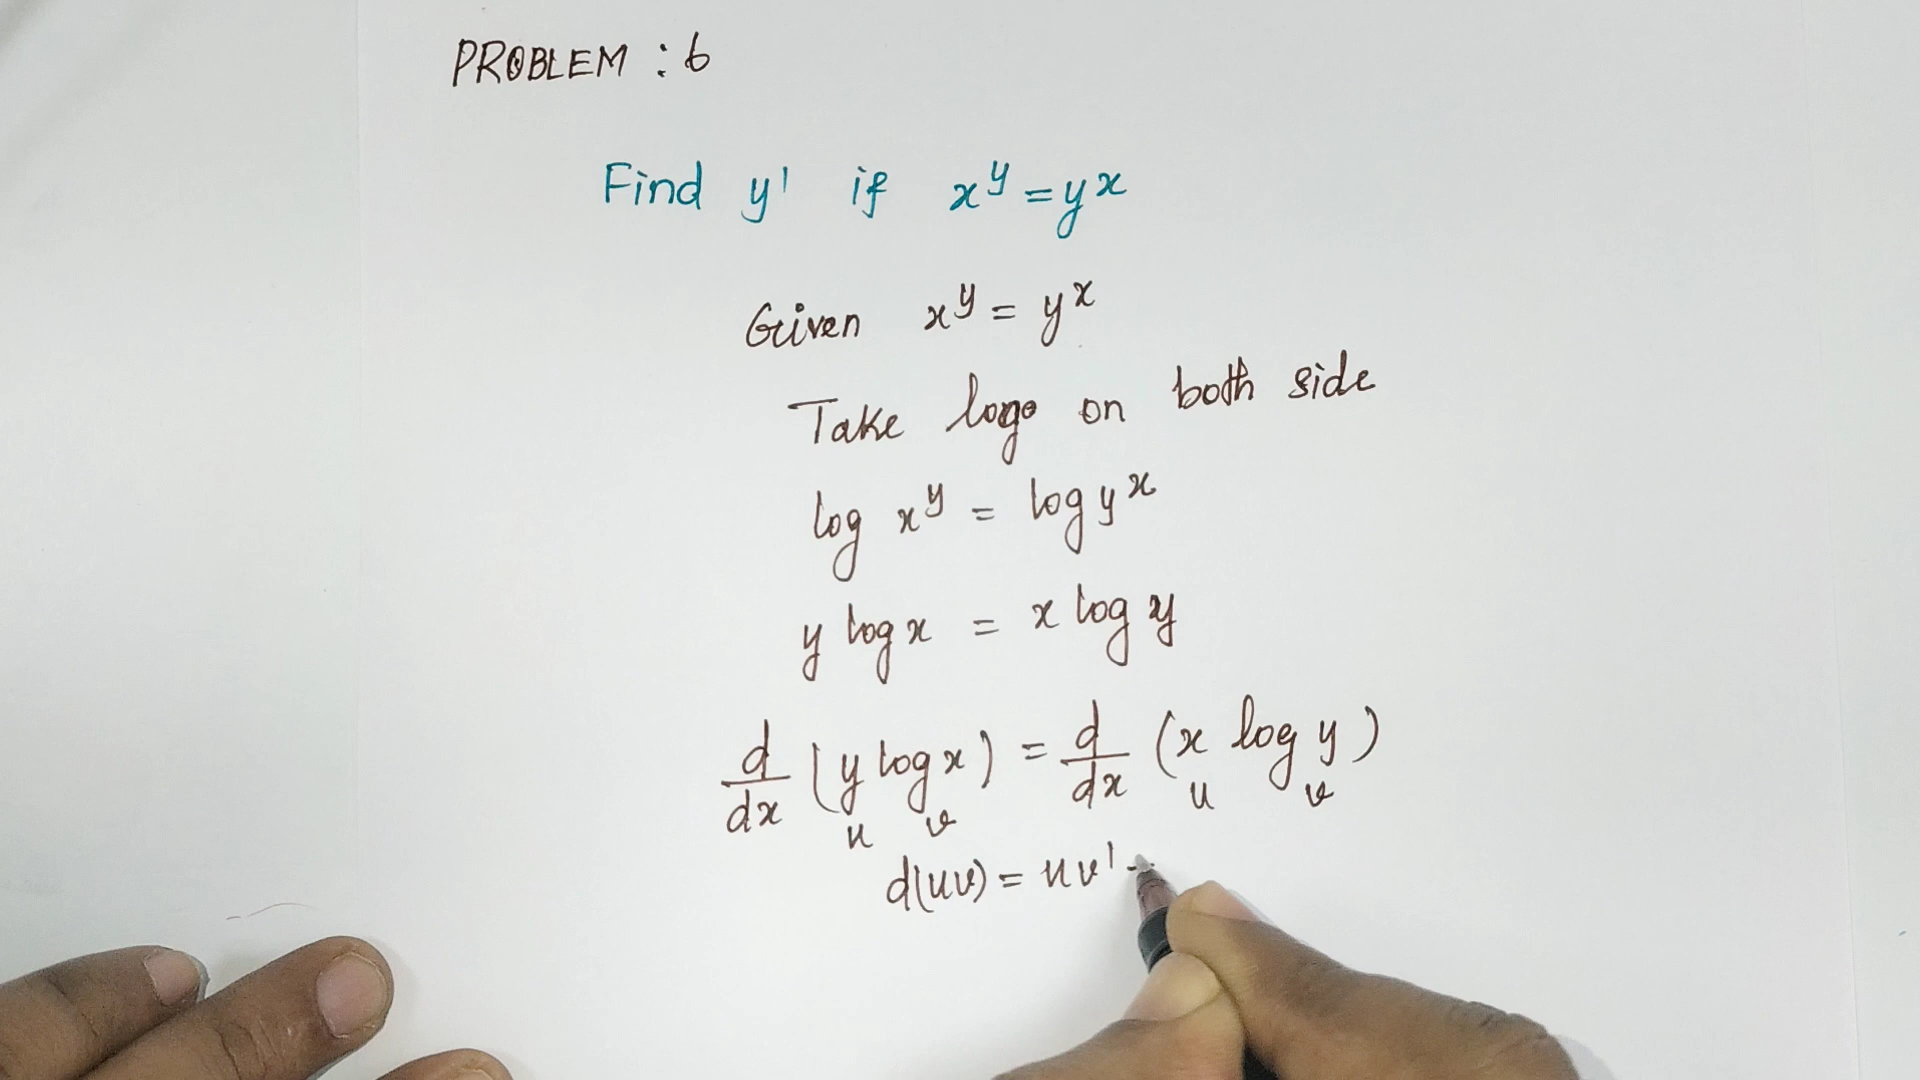 PROBLEM : 6
Find y' if x^y = y^x
Given x^y = y^x
Take logo on both side
log x^y = log y^x
y log x = x log y
d/dx (y log x) = d/dx (x log y)
u v u v
d(uv) = uv' +